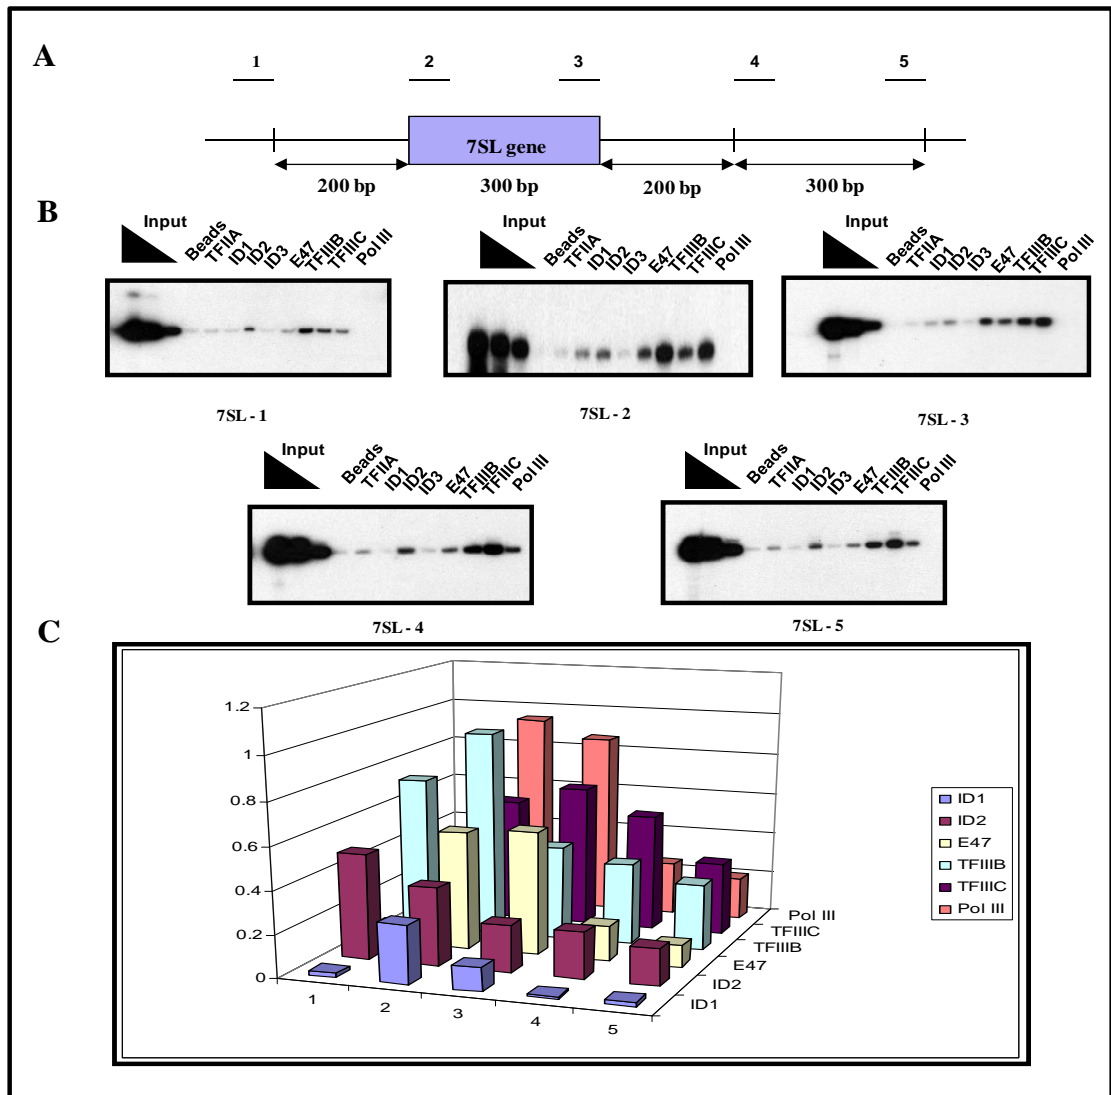 A
1 2 3 4 5
7SL gene
200 bp 300 bp 200 bp 300 bp
B
Input Beads TFIIA ID1 ID2 ID3 E47 TFIIIB TFIIIC Pol III
Input Beads TFIIA ID1 ID2 ID3 E47 TFIIIB TFIIIC Pol III
Input Beads TFIIA ID1 ID2 ID3 E47 TFIIIB TFIIIC Pol III
7SL - 1 7SL - 2 7SL - 3
Input Beads TFIIA ID1 ID2 ID3 E47 TFIIIB TFIIIC Pol III
Input Beads TFIIA ID1 ID2 ID3 E47 TFIIIB TFIIIC Pol III
7SL - 4 7SL - 5
C
1.2
1
0.8
0.6
0.4
0.2
0
1 2 3 4 5
Pol III
TFIIIC
TFIIIB
E47
ID2
ID1
ID1
ID2
E47
TFIIIB
TFIIIC
Pol III